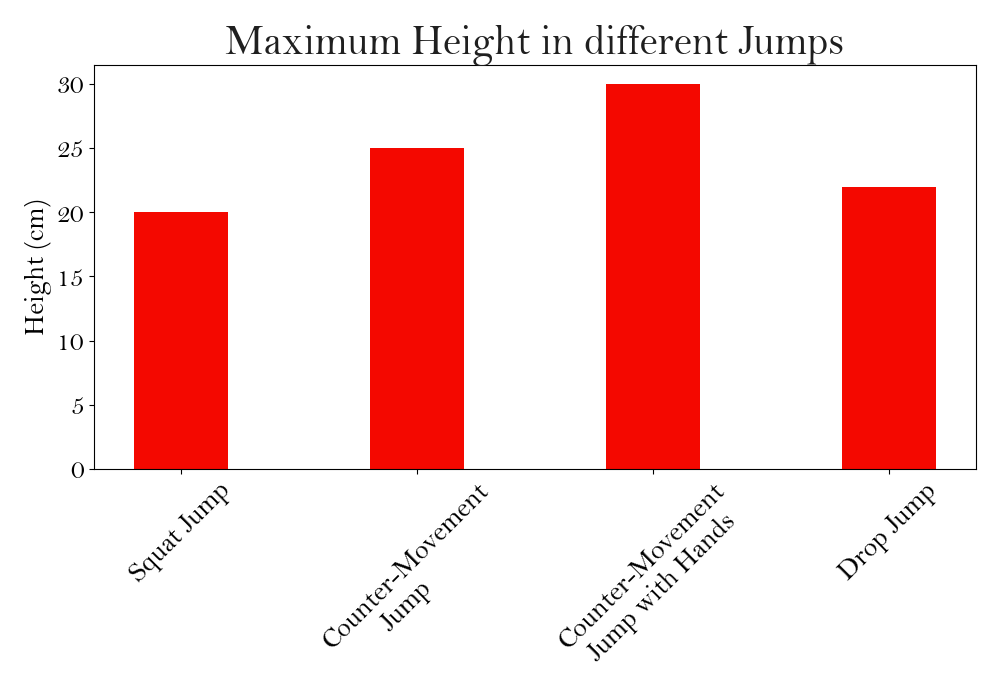 Maximum Height in different Jumps
Height (cm)
30
25
20
15
10
5
0
Squat Jump
Counter-Movement
Jump
Counter-Movement
Jump with Hands
Drop Jump